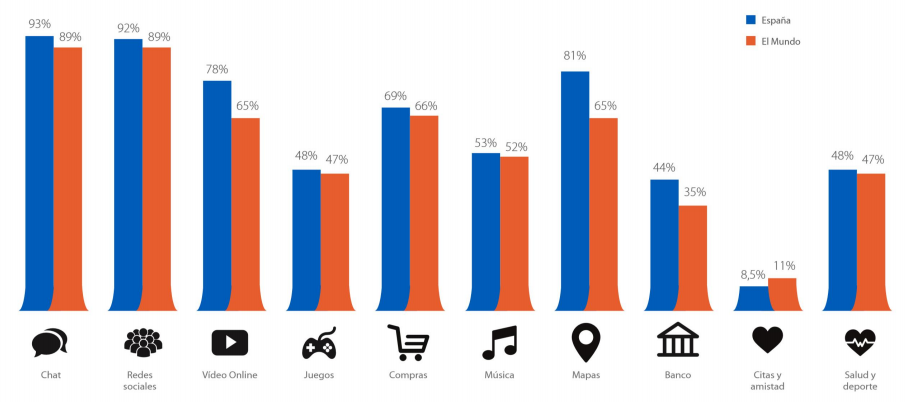 93%
89%
92%
89%
78%
65%
48%
47%
69%
66%
53%
52%
81%
65%
44%
35%
8,5%
11%
48%
47%
España
El Mundo
Chat
Redes
sociales
Vídeo Online
Juegos
Compras
Música
Mapas
Banco
Citas y
amistad
Salud y
deporte